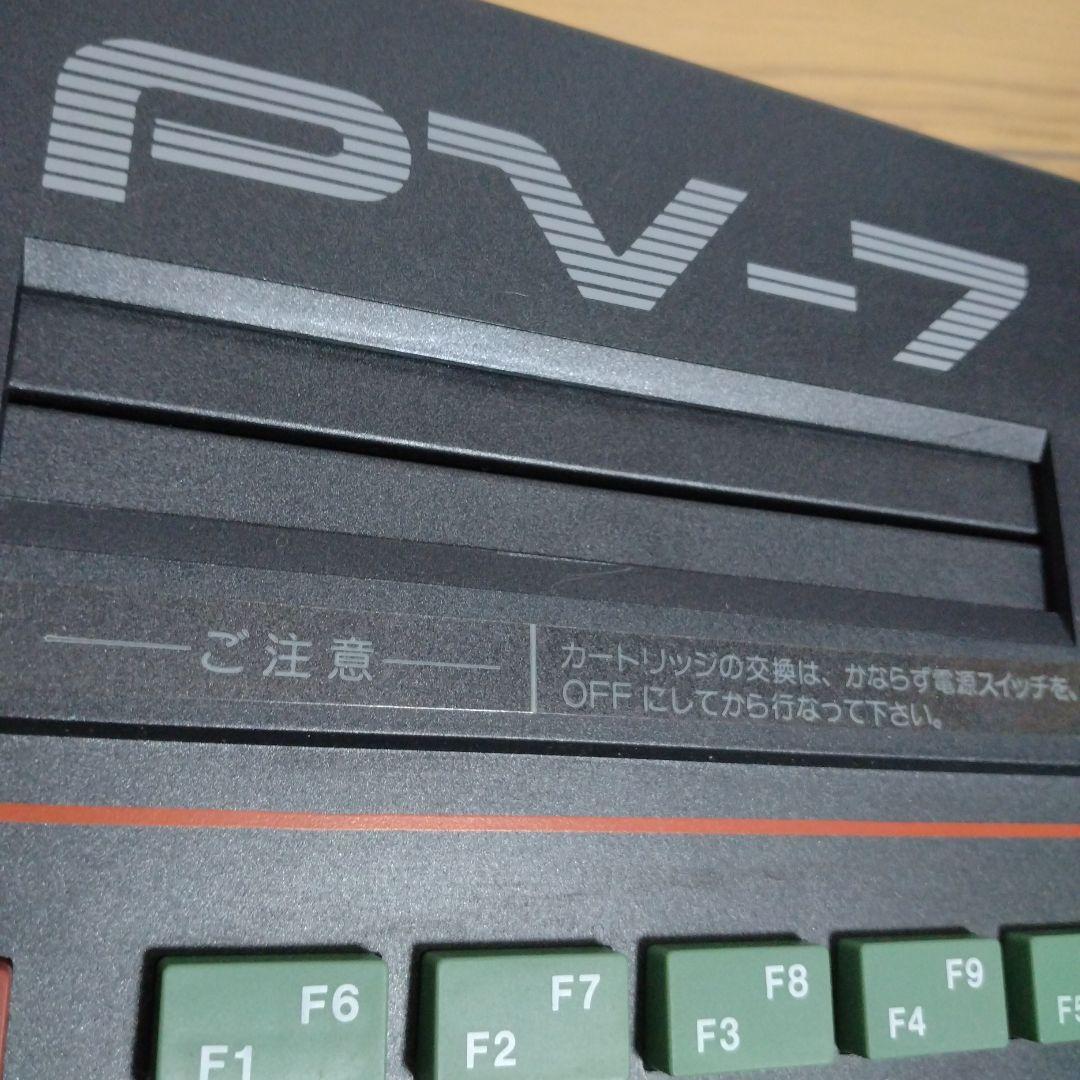 PV-7
ご注意
カートリッジの交換は、かならず電源スイッチを、
OFFにしてから行なって下さい。
F6 F7 F8 F9
F1 F2 F3 F4 F5